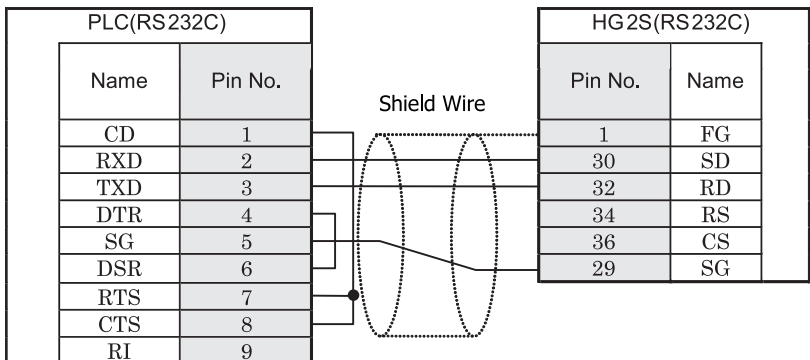 PLC(RS232C) HG2S(RS232C)
Name Pin No. Pin No. Name
Shield Wire
CD 1 1 FG
RXD 2 30 SD
TXD 3 32 RD
DTR 4 34 RS
SG 5 36 CS
DSR 6 29 SG
RTS 7
CTS 8
RI 9